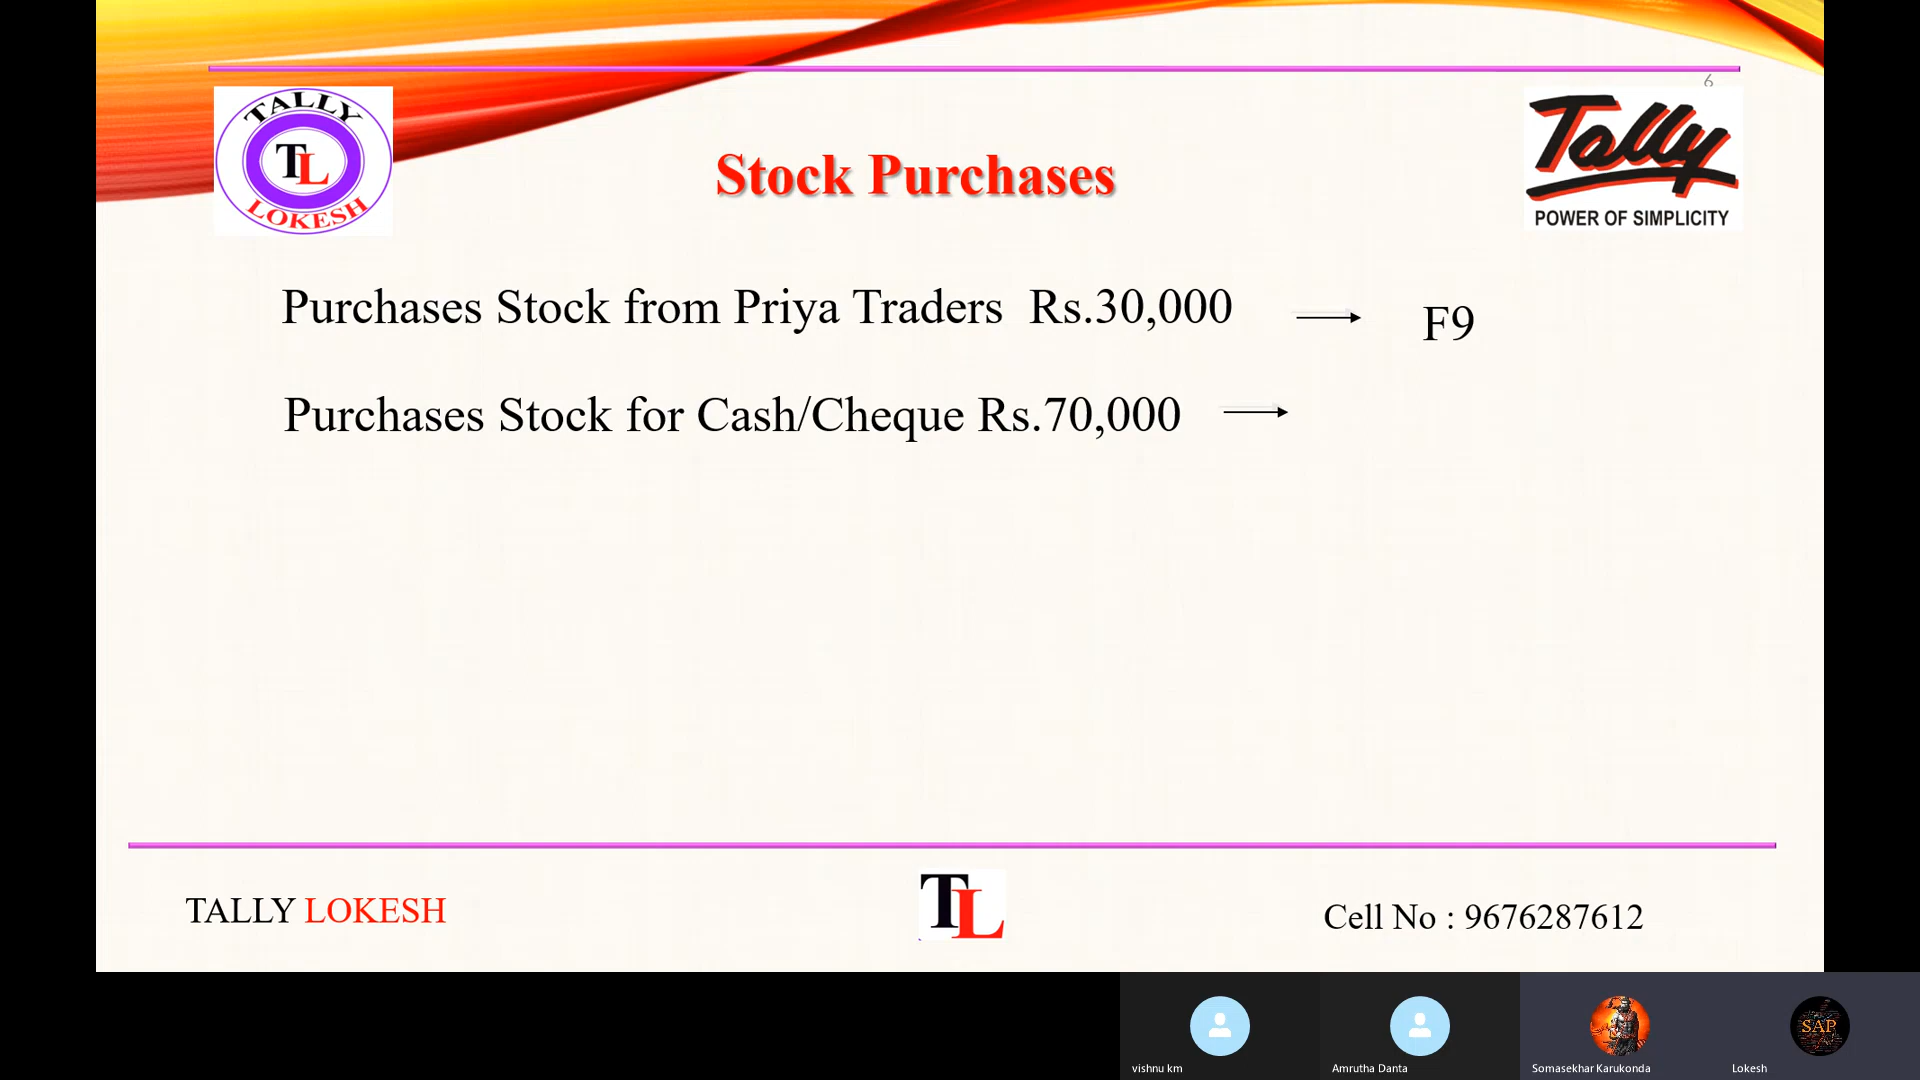 6
TALLY
TL
LOKESH
Stock Purchases
Tally
POWER OF SIMPLICITY
Purchases Stock from Priya Traders Rs.30,000 F9
Purchases Stock for Cash/Cheque Rs.70,000
TALLY LOKESH
TL
Cell No : 9676287612
SAP
vishnu km
Amrutha Danta
Somasekhar Karukonda
Lokesh